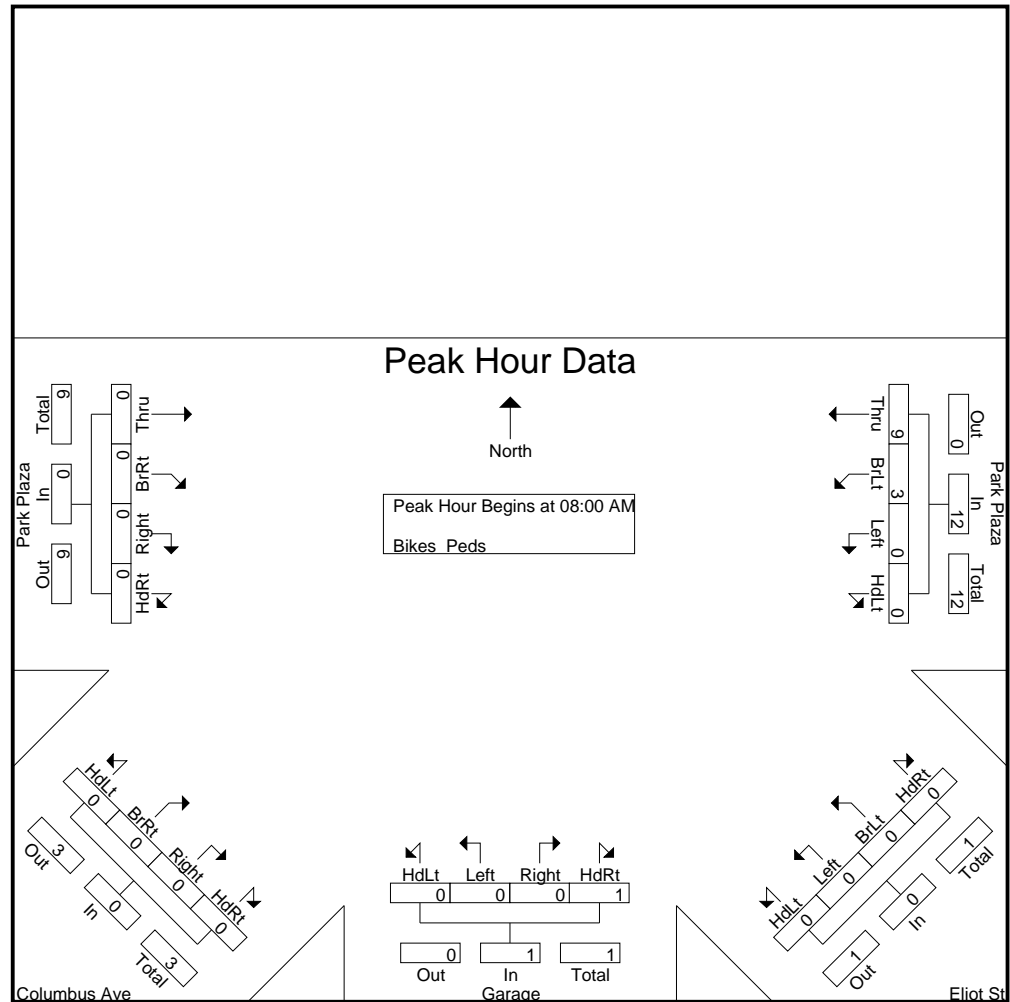 Peak Hour Data
North
Peak Hour Begins at 08:00 AM
Bikes Peds
Park Plaza
Total
9
In
0
Out
9
Thru
0
BrRt
0
Right
0
HdRt
0
Thru
9
BrLt
3
Left
0
HdLt
0
Out
0
In
12
Total
12
Park Plaza
HdLt
0
BrRt
0
Right
0
HdRt
0
Out
3
In
0
Total
3
Columbus Ave
HdLt Left Right HdRt
0 0 0 1
0 1 1
Out In Total
Garage
HdRt
0
BrLt
0
Left
0
HdLt
0
Total
1
In
0
Out
1
Eliot St